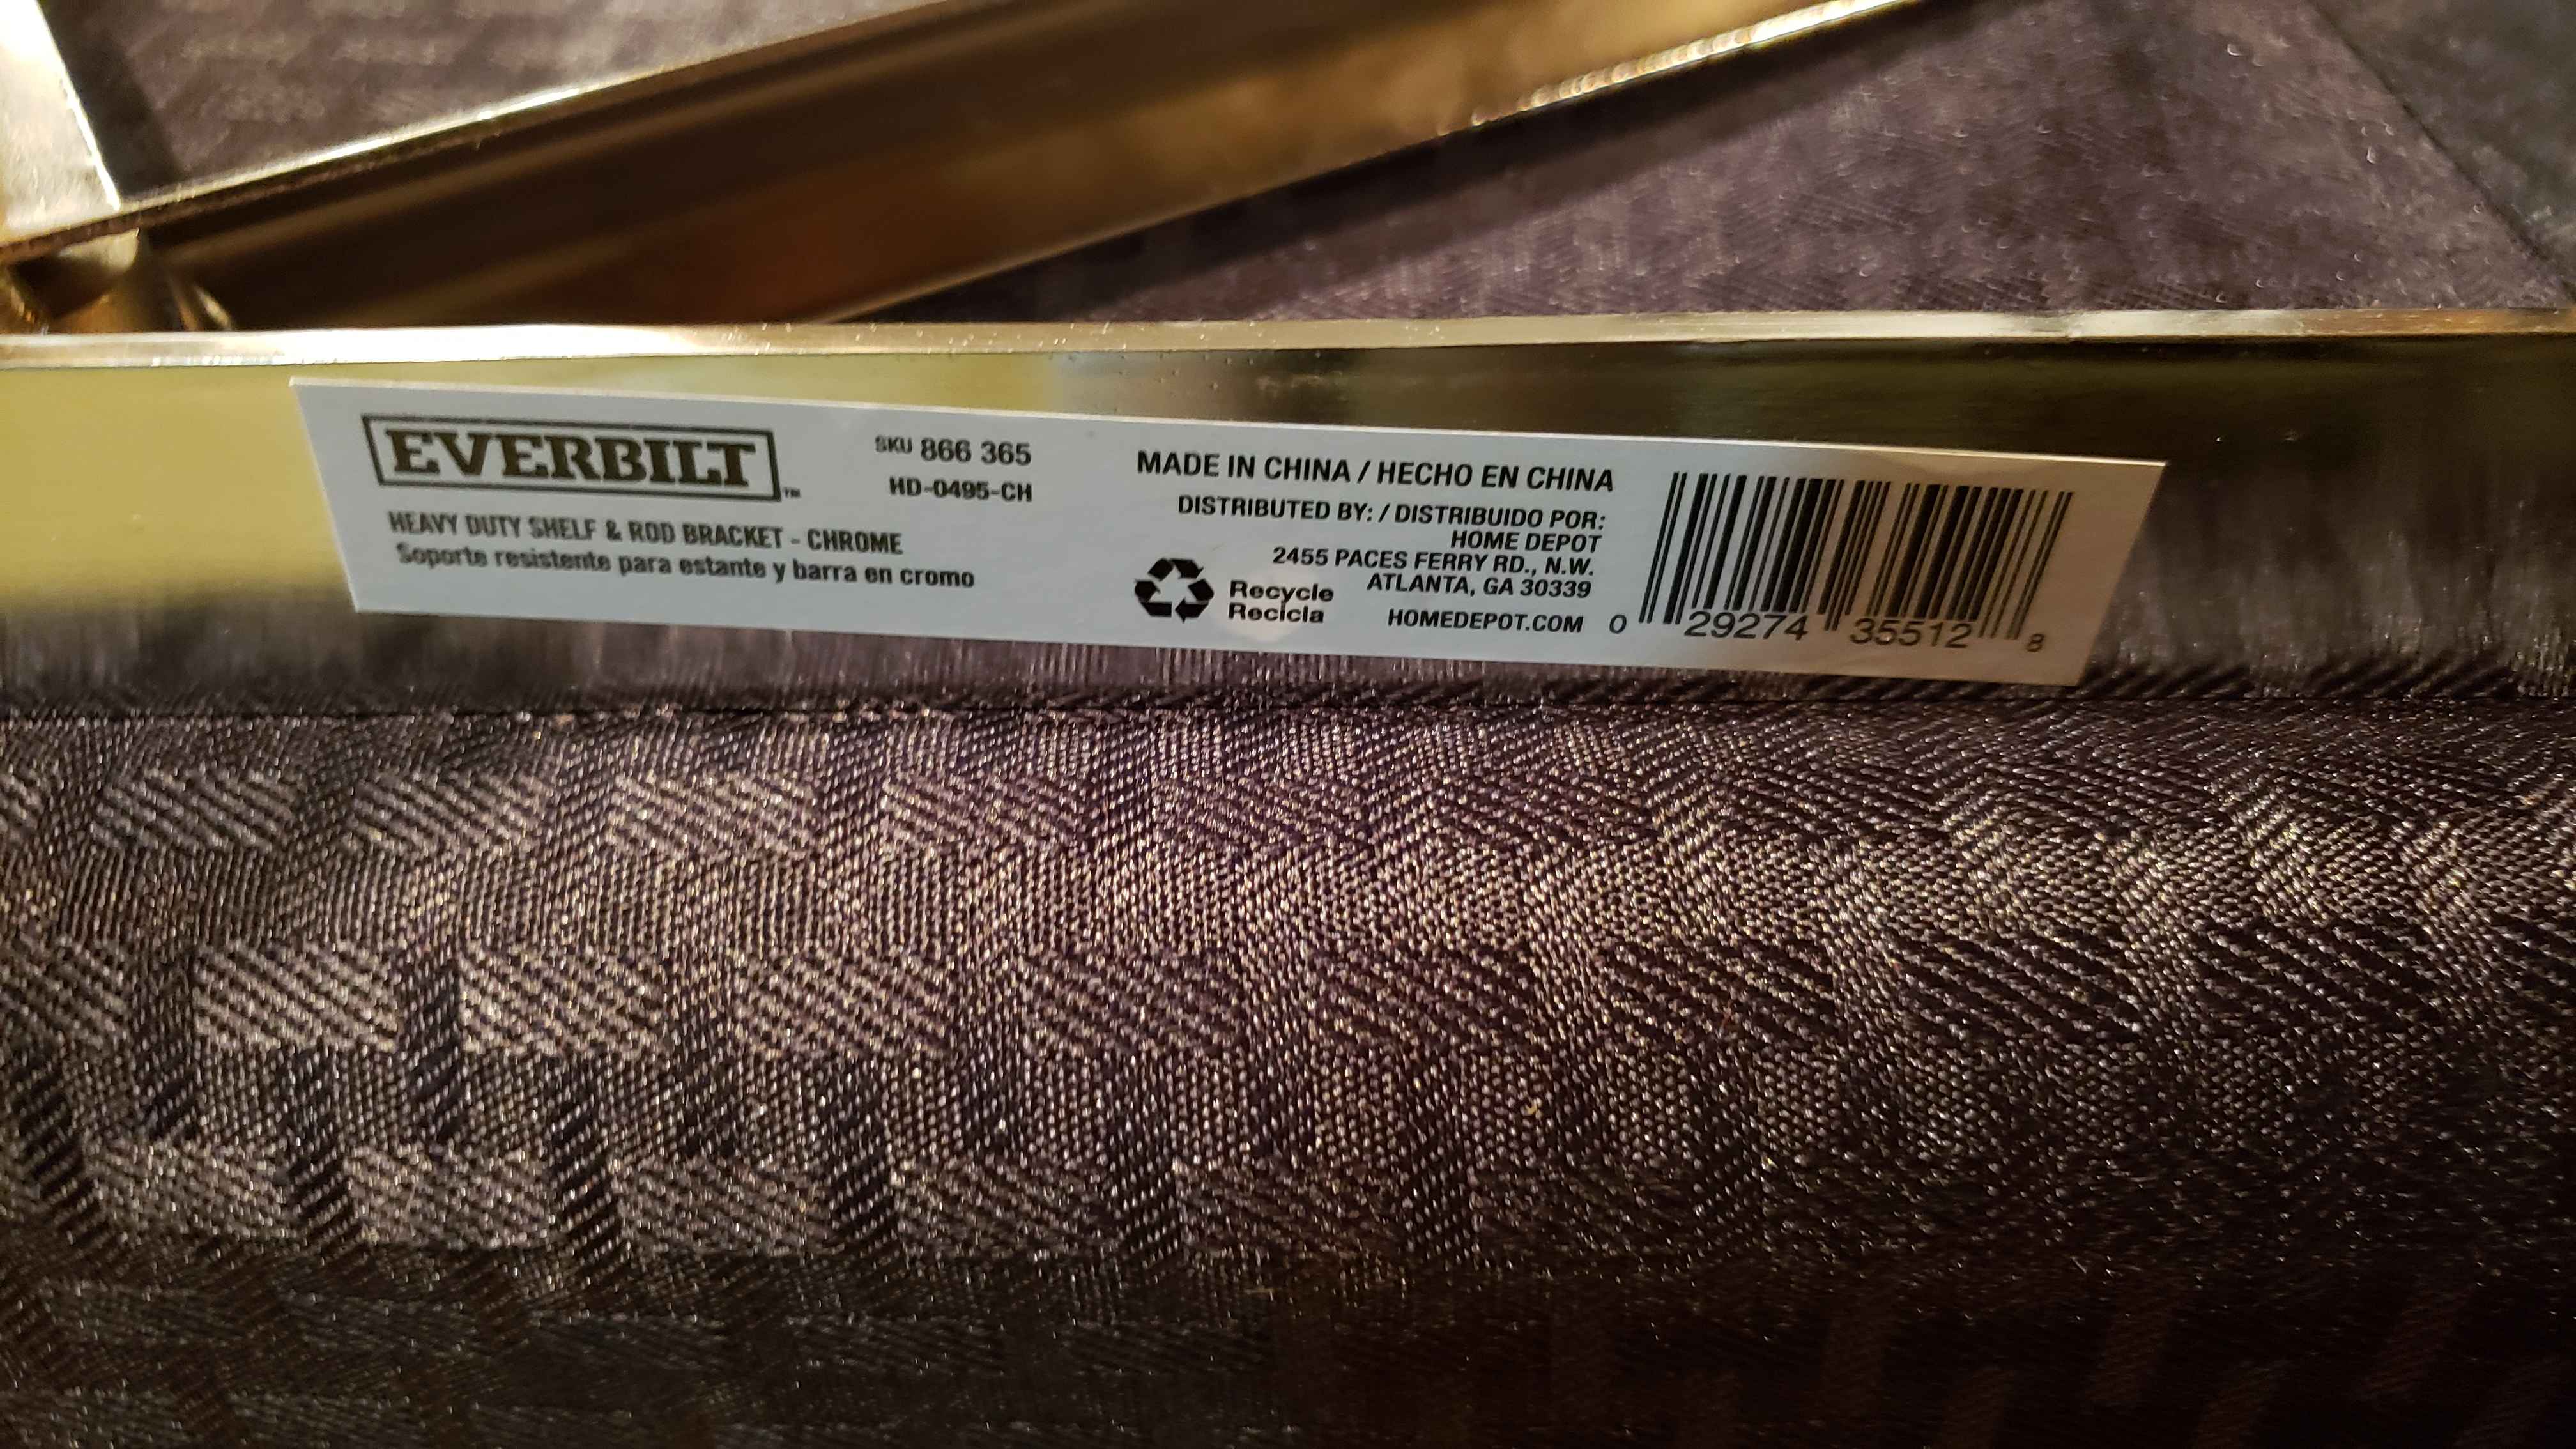 EVERBILT™
SKU 866 365
HD-0495-CH
HEAVY DUTY SHELF & ROD BRACKET - CHROME
Soporte resistente para estante y barra en cromo
MADE IN CHINA / HECHO EN CHINA
DISTRIBUTED BY: / DISTRIBUIDO POR:
HOME DEPOT
2455 PACES FERRY RD., N.W.
ATLANTA, GA 30339
HOMEDEPOT.COM
Recycle
Recicla
0 29274 35512 8